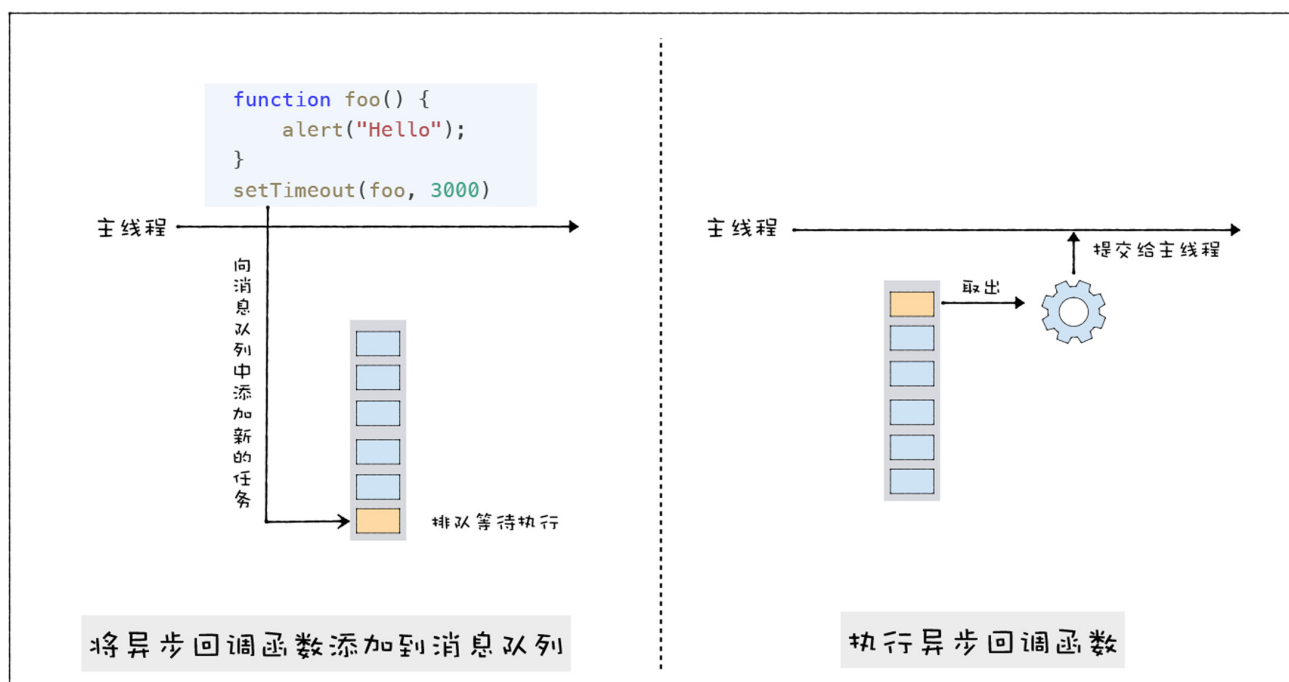 function foo() {
    alert("Hello");
}
setTimeout(foo, 3000)
主线程
向消息队列中添加新的任务
排队等待执行
将异步回调函数添加到消息队列
主线程
提交给主线程
取出
执行异步回调函数